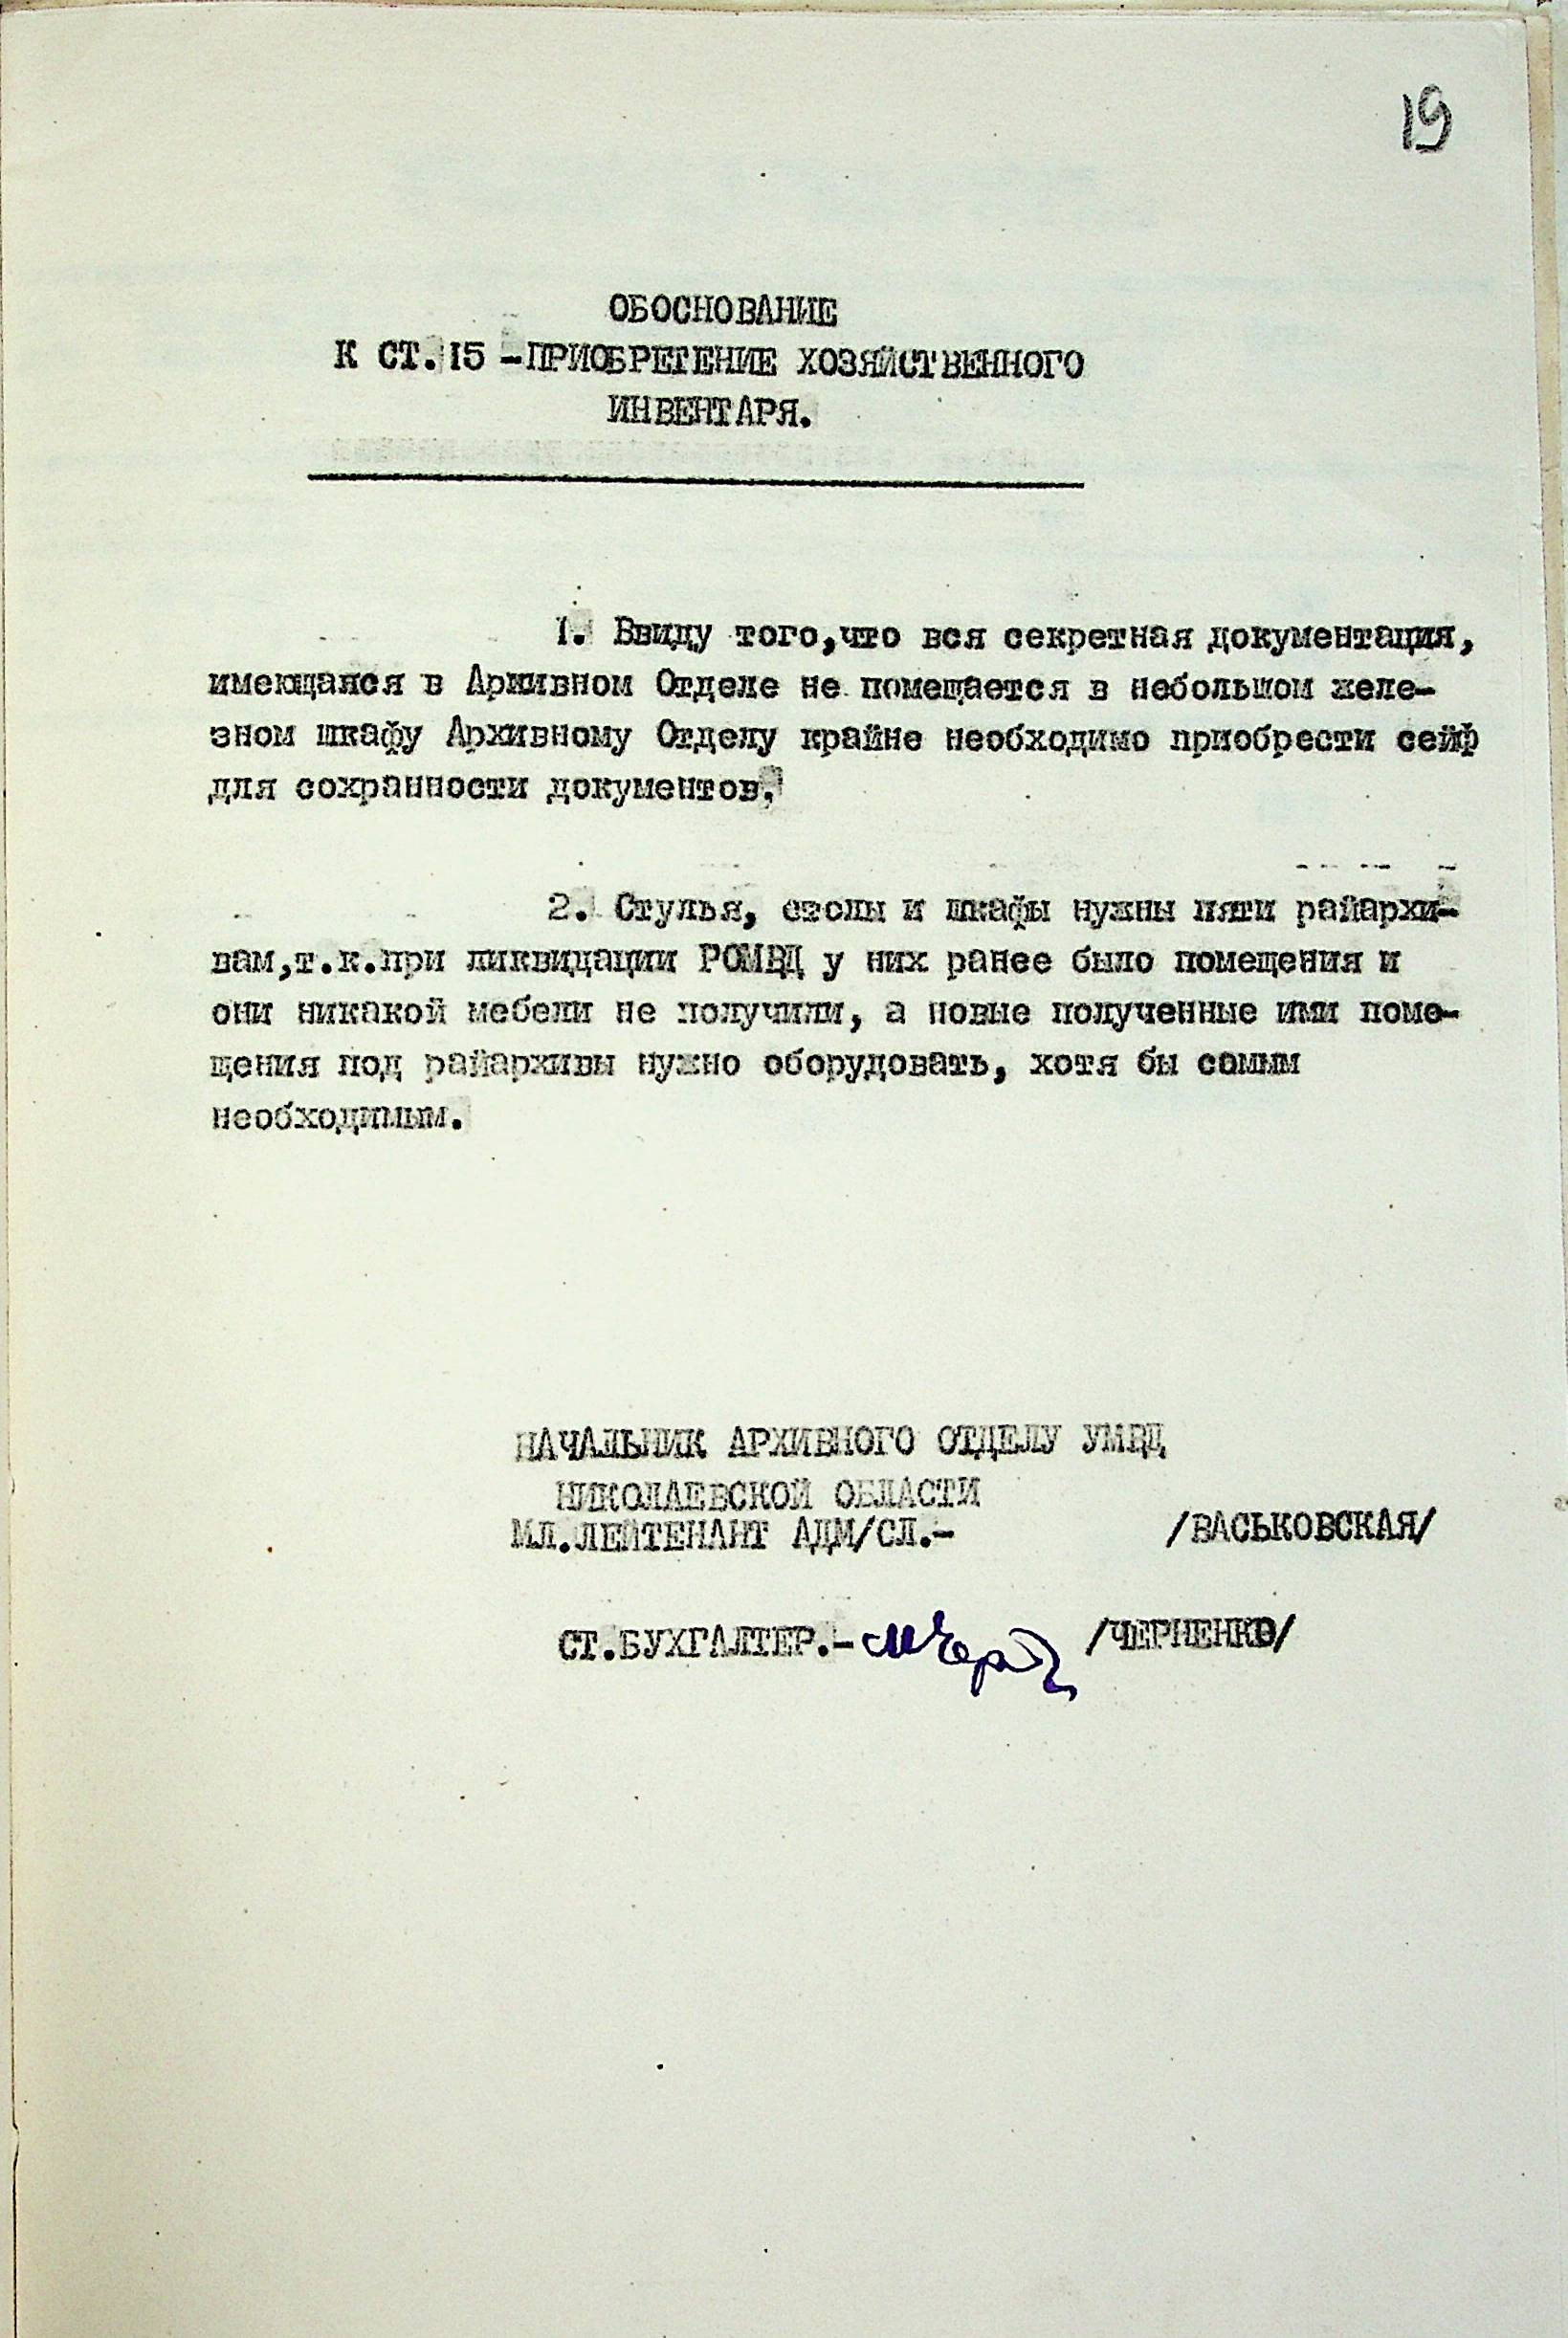 19
ОБОСНОВАНИЕ
К СТ. 15 -ПРИОБРЕТЕНИЕ ХОЗЯЙСТВЕННОГО
ИНВЕНТАРЯ.
1. Ввиду того,что вся секретная документация,
имеющаяся в Архивном Отделе не помещается в небольшом желе-
зном шкафу Архивному Отделу крайне необходимо приобрести сейф
для сохранности документов.
2. Стулья, столы и шкафы нужны пяти райархи-
вам,т.к.при ликвидации РОМВД у них ранее было помещения и
они никакой мебели не получили, а новые полученные ими поме-
щения под райархивы нужно оборудовать, хотя бы самым
необходимым.
НАЧАЛЬНИК АРХИВНОГО ОТДЕЛУ УМВД
НИКОЛАЕВСКОЙ ОБЛАСТИ
МЛ.ЛЕЙТЕНАНТ АДМ/СЛ.- /ВАСЬКОВСКАЯ/
СТ.БУХГАЛТЕР.- /ЧЕРНЕНКО/